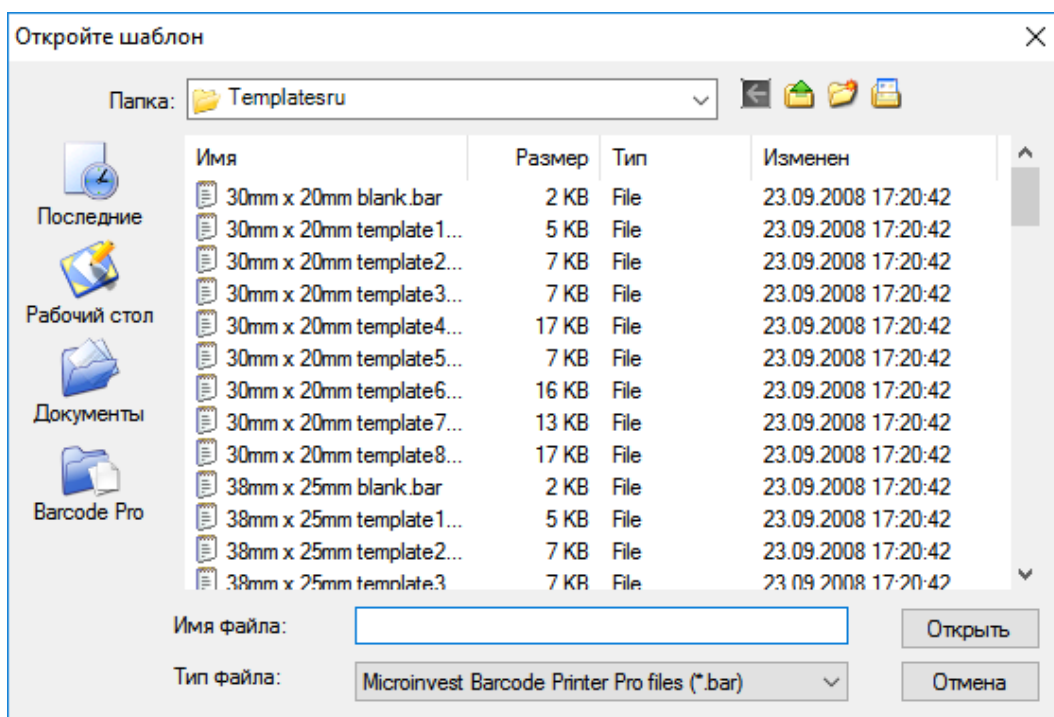 Откройте шаблон
Папка: Templatesru
Последние
Рабочий стол
Документы
Barcode Pro
Имя Размер Тип Изменен
30mm x 20mm blank.bar 2 KB File 23.09.2008 17:20:42
30mm x 20mm template1... 5 KB File 23.09.2008 17:20:42
30mm x 20mm template2... 7 KB File 23.09.2008 17:20:42
30mm x 20mm template3... 7 KB File 23.09.2008 17:20:42
30mm x 20mm template4... 17 KB File 23.09.2008 17:20:42
30mm x 20mm template5... 7 KB File 23.09.2008 17:20:42
30mm x 20mm template6... 16 KB File 23.09.2008 17:20:42
30mm x 20mm template7... 13 KB File 23.09.2008 17:20:42
30mm x 20mm template8... 17 KB File 23.09.2008 17:20:42
38mm x 25mm blank.bar 2 KB File 23.09.2008 17:20:42
38mm x 25mm template1... 5 KB File 23.09.2008 17:20:42
38mm x 25mm template2... 7 KB File 23.09.2008 17:20:42
38mm x 25mm template3 7 KB File 23.09.2008 17:20:42
Имя файла: Открыть
Тип файла: Microinvest Barcode Printer Pro files (*.bar) Отмена